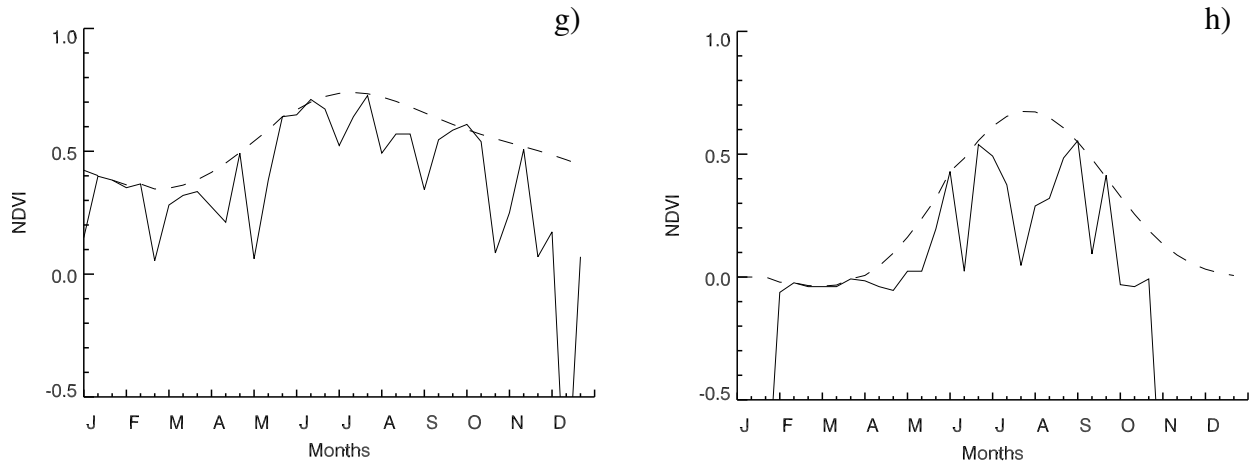 g)
1.0
0.5
0.0
-0.5
NDVI
J F M A M J J A S O N D
Months
h)
1.0
0.5
0.0
-0.5
NDVI
J F M A M J J A S O N D
Months